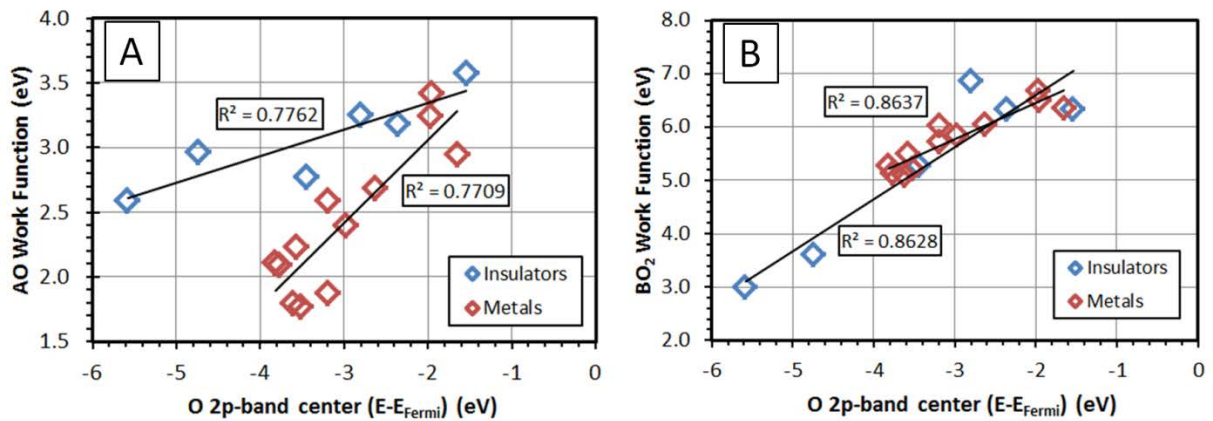 A
4.0
3.5
3.0
2.5
2.0
1.5
AO Work Function (eV)
R² = 0.7762
R² = 0.7709
Insulators
Metals
-6 -5 -4 -3 -2 -1 0
O 2p-band center (E-E_Fermi) (eV)
B
8.0
7.0
6.0
5.0
4.0
3.0
2.0
BO₂ Work Function (eV)
R² = 0.8637
R² = 0.8628
Insulators
Metals
-6 -5 -4 -3 -2 -1 0
O 2p-band center (E-E_Fermi) (eV)